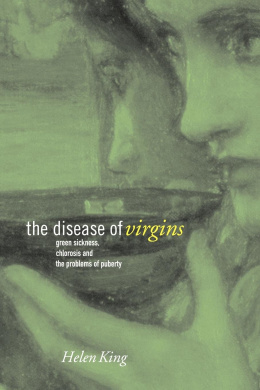 the disease of virgins
green sickness,
chlorosis and
the problems of puberty
Helen King